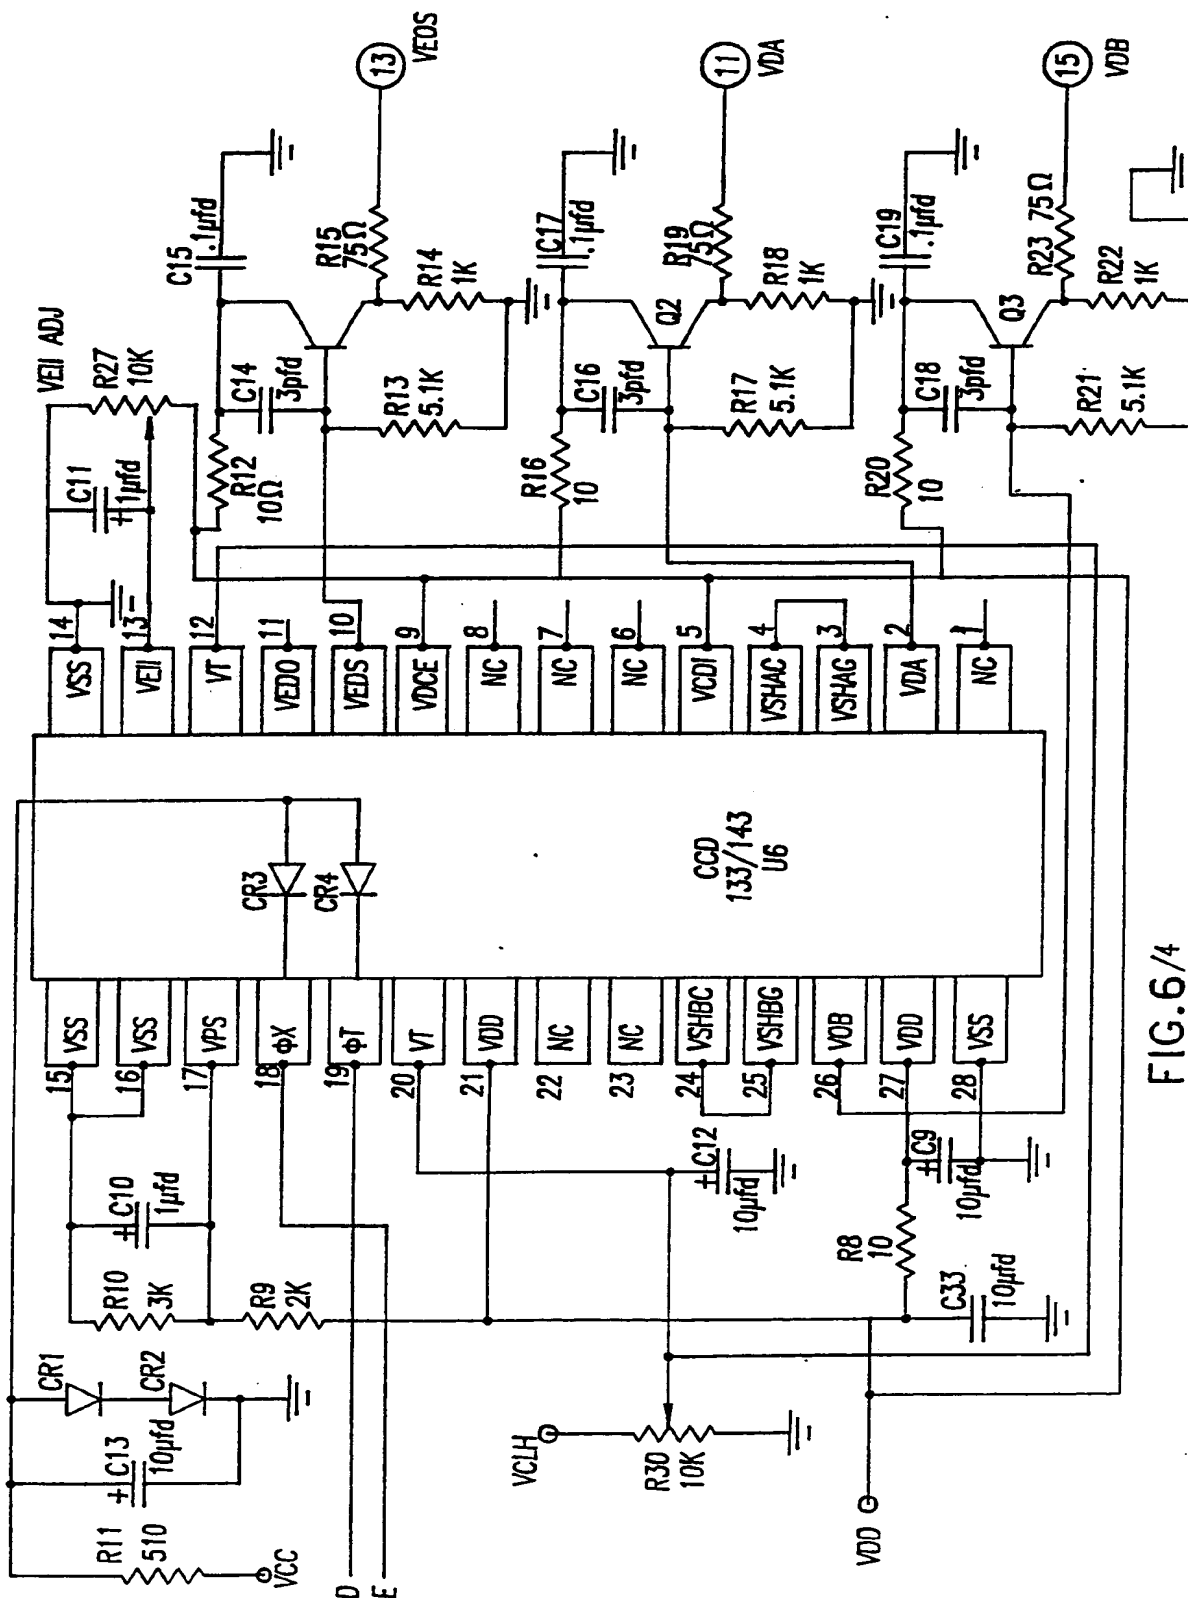 VEOS
13
VDA
11
VDB
15
C15
.1µfd
R15
75Ω
R14
1K
C17
.1µfd
R19
75Ω
R18
1K
C19
.1µfd
R23 75Ω
R22
1K
VEII ADJ
R27
10K
C14
3pfd
R13
5.1K
Q2
C16
3pfd
R17
5.1K
Q3
C18
3pfd
R21
5.1K
C11
+ 1µfd
R12
10Ω
R16
10
R20
10
14
13
12
11
10
9
8
7
6
5
4
3
2
1
VSS
VEII
VT
VEDO
VEDS
VDCE
NC
NC
NC
VCDI
VSHAC
VSHAG
VDA
NC
CR3
CR4
CCD
133/143
U6
VSS
VSS
VPS
ΦX
ΦT
VT
VDD
NC
NC
VSHBC
VSHBG
VOB
VDD
VSS
15
16
17
18
19
20
21
22
23
24
25
26
27
28
+ C10
1µfd
+ C12
10µfd
+ C9
10µfd
R10
3K
R9
2K
R8
10
C33
10µfd
CR1
CR2
+ C13
10µfd
R11
510
VCC
D
E
VCLH
R30
10K
VDD
FIG.6/4